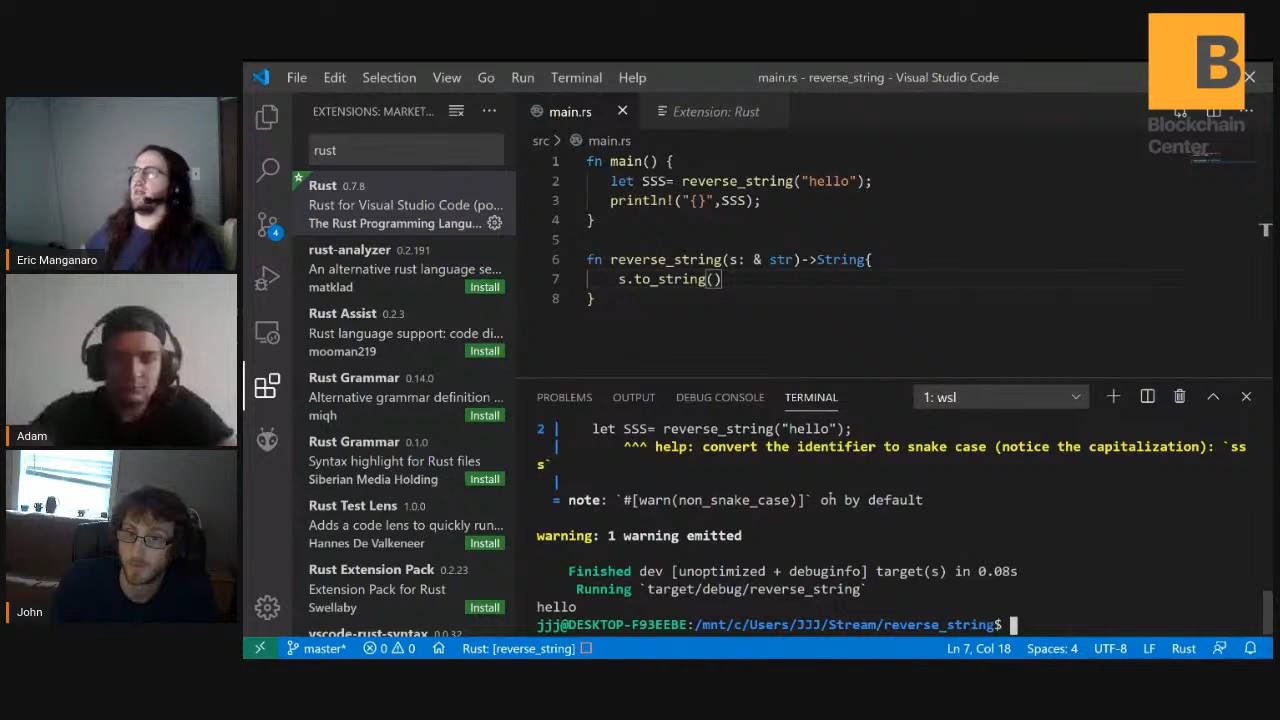 B
Blockchain
Center
Eric Manganaro
Adam
John
File Edit Selection View Go Run Terminal Help
main.rs - reverse_string - Visual Studio Code
EXTENSIONS: MARKET...
rust
Rust 0.7.8
Rust for Visual Studio Code (po...
The Rust Programming Langu...
rust-analyzer 0.2.191
An alternative rust language se...
matklad Install
Rust Assist 0.2.3
Rust language support: code di...
mooman219 Install
Rust Grammar 0.14.0
Alternative grammar definition ...
miqh Install
Rust Grammar 0.1.0
Syntax highlight for Rust files
Siberian Media Holding Install
Rust Test Lens 1.0.0
Adds a code lens to quickly run...
Hannes De Valkeneer Install
Rust Extension Pack 0.2.23
Extension Pack for Rust
Swellaby Install
vscode-rust-syntax 0.0.32
4
main.rs Extension: Rust
src > main.rs
1 fn main() {
2 let SSS= reverse_string("hello");
3 println!("{}",SSS);
4 }
5
6 fn reverse_string(s: & str)->String{
7 s.to_string()
8 }
PROBLEMS OUTPUT DEBUG CONSOLE TERMINAL 1: wsl
2 | let SSS= reverse_string("hello");
| ^^^ help: convert the identifier to snake case (notice the capitalization): `ss
s`
|
= note: `#[warn(non_snake_case)]` on by default
warning: 1 warning emitted
Finished dev [unoptimized + debuginfo] target(s) in 0.08s
Running `target/debug/reverse_string`
hello
jjj@DESKTOP-F93EEBE:/mnt/c/Users/JJJ/Stream/reverse_string$
master* 0 0 Rust: [reverse_string] Ln 7, Col 18 Spaces: 4 UTF-8 LF Rust